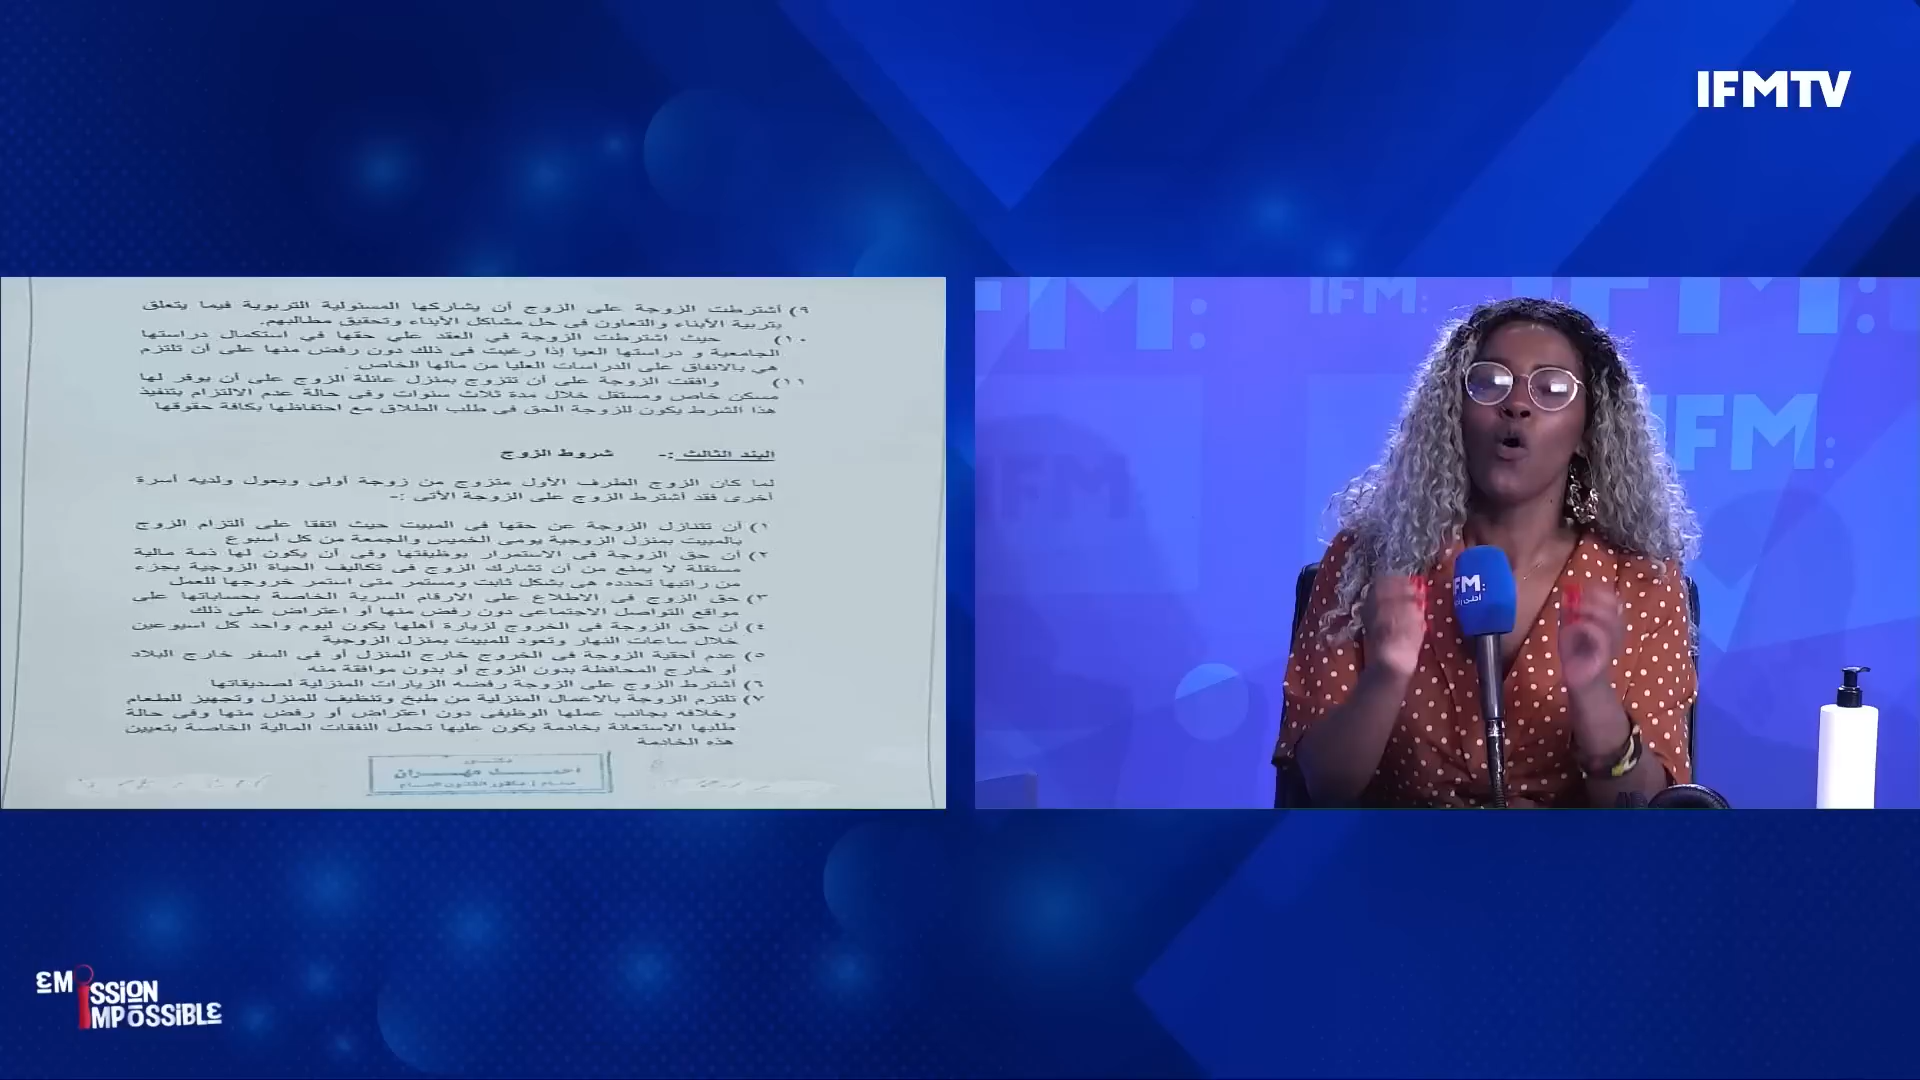 IFMTV
٩) أشترطت الزوجة على الزوج أن يشاركها المسئولية التربوية فيما يتعلق
بتربية الأبناء والتعاون في حل مشاكل الأبناء وتحقيق مطالبهم.
١٠) حيث اشترطت الزوجة في العقد علي حقها في استكمال دراستها
الجامعية و دراستها العيا إذا رغبت فى ذلك دون رفض منها على أن تلتزم
هي بالانفاق على الدراسات العليا من مالها الخاص .
١١) وافقت الزوجة على أن تتزوج بمنزل عائلة الزوج على أن يوفر لها
مسكن خاص ومستقل خلال مدة ثلاث سنوات وفى حالة عدم الالتزام بتنفيذ
هذا الشرط يكون للزوجة الحق فى طلب الطلاق مع احتفاظها بكافة حقوقها
البند الثالث :- شروط الزوج
لما كان الزوج الطرف الأول متزوج من زوجة أولى ويعول ولديه أسرة
أخرى فقد أشترط الزوج على الزوجة الأتى :-
١) أن تتنازل الزوجة عن حقها فى المبيت حيث اتفقا على ألتزام الزوج
بالمبيت بمنزل الزوجية يومى الخميس والجمعة من كل أسبوع
٢) أن حق الزوجة فى الاستمرار بوظيفتها وفى أن يكون لها ذمة مالية
مستقلة لا يمنع من أن تشارك الزوج فى تكاليف الحياة الزوجية بجزء
من راتبها تحدده هى بشكل ثابت ومستمر متى استمر خروجها للعمل
٣) حق الزوج فى الاطلاع على الارقام السرية الخاصة بحساباتها على
مواقع التواصل الاجتماعى دون رفض منها أو اعتراض على ذلك
٤) أن حق الزوجة فى الخروج لزيارة أهلها يكون ليوم واحد كل اسبوعين
خلال ساعات النهار وتعود للمبيت بمنزل الزوجية
٥) عدم أحقية الزوجة فى الخروج خارج المنزل أو فى السفر خارج البلاد
أو خارج المحافظة بدون الزوج أو بدون موافقة منه
٦) أشترط الزوج على الزوجة رفضه الزيارات المنزلية لصديقاتها
٧) تلتزم الزوجة بالاعمال المنزلية من طبخ وتنظيف للمنزل وتجهيز للطعام
وخلافه بجانب عملها الوظيفى دون اعتراض أو رفض منها وفى حالة
طلبها الاستعانة بخادمة يكون عليها تحمل النفقات المالية الخاصة بتعيين
هذه الخادمة
احمد مهران
IFM:
IFM:
IFM:
IFM
FM:
EMISSION
IMPOSSIBLE